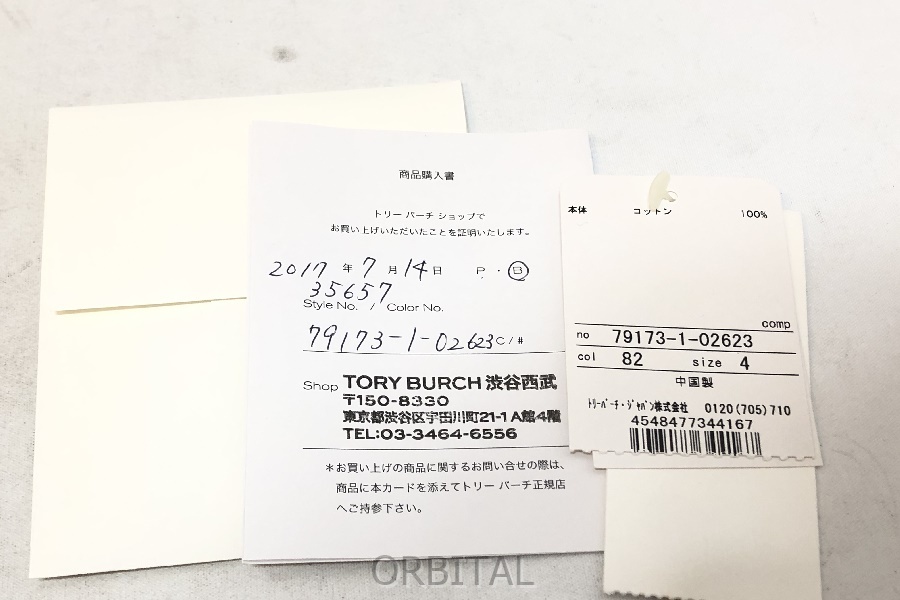 商品購入書
トリー バーチ ショップで
お買い上げいただいたことを証明いたします。
2017 年 7 月 14 日 P ・ B
35657
Style No. / Color No.
79173-1-02623 C/#
Shop TORY BURCH 渋谷西武
〒150-8330
東京都渋谷区宇田川町21-1 A館4階
TEL:03-3464-6556
＊お買い上げの商品に関するお問い合せの際は、
商品に本カードを添えてトリー バーチ正規店
へご持参下さい。
本体 コットン 100%
comp
no 79173-1-02623
col 82 size 4
中国製
ﾄﾘｰﾊﾞｰﾁ･ｼﾞｬﾊﾟﾝ株式会社 0120(705)710
4548477344167
ORBITAL